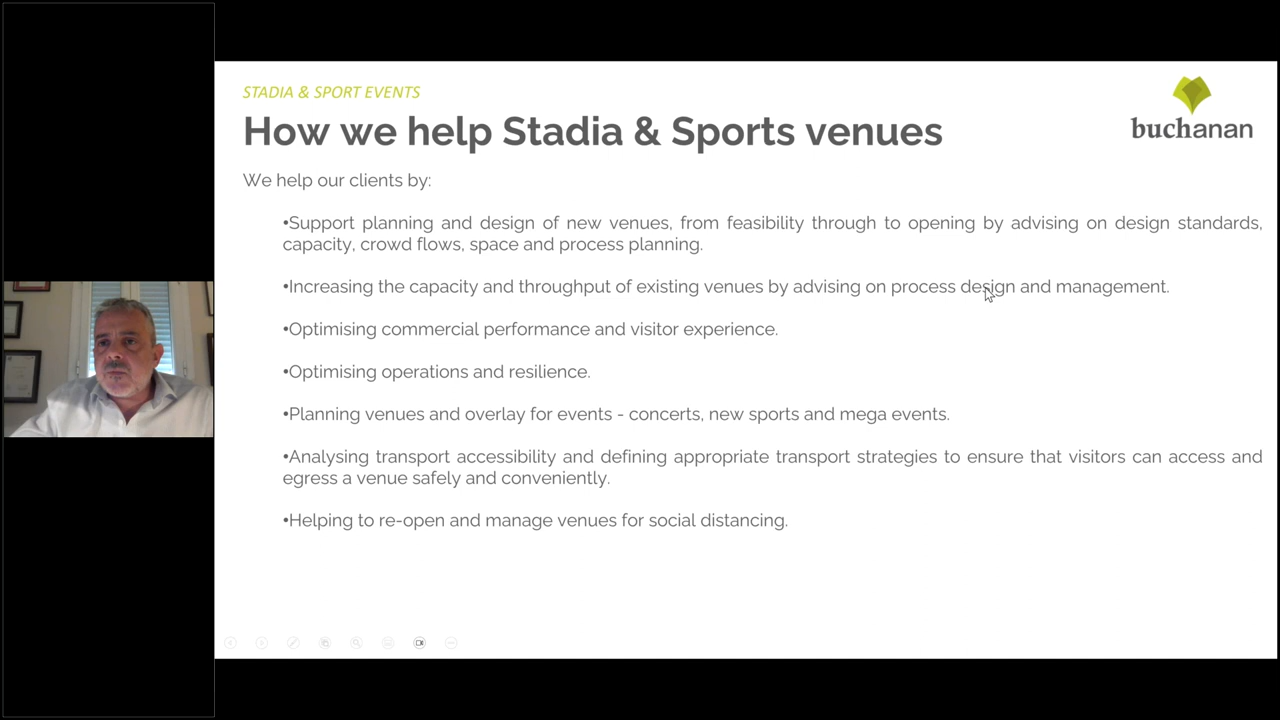 STADIA & SPORT EVENTS
How we help Stadia & Sports venues
buchanan
We help our clients by:
•Support planning and design of new venues, from feasibility through to opening by advising on design standards,
capacity, crowd flows, space and process planning.
•Increasing the capacity and throughput of existing venues by advising on process design and management.
•Optimising commercial performance and visitor experience.
•Optimising operations and resilience.
•Planning venues and overlay for events - concerts, new sports and mega events.
•Analysing transport accessibility and defining appropriate transport strategies to ensure that visitors can access and
egress a venue safely and conveniently.
•Helping to re-open and manage venues for social distancing.